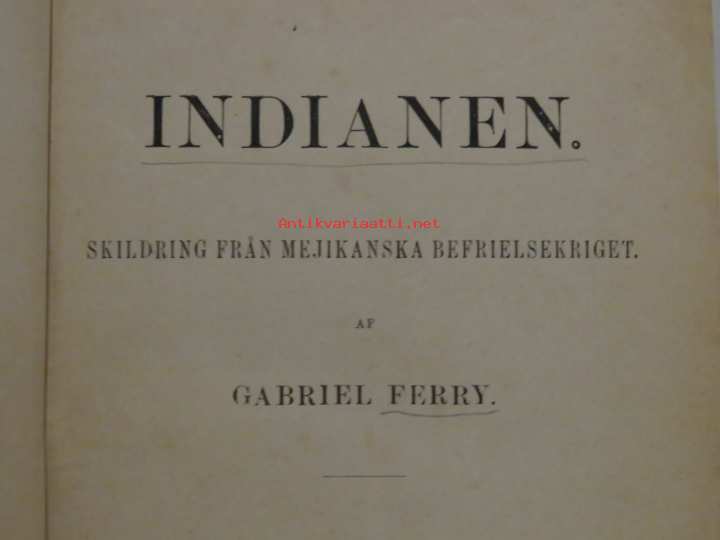 INDIANEN.
Antikvariaatti.net
SKILDRING FRÅN MEJIKANSKA BEFRIELSEKRIGET.
AF
GABRIEL FERRY.